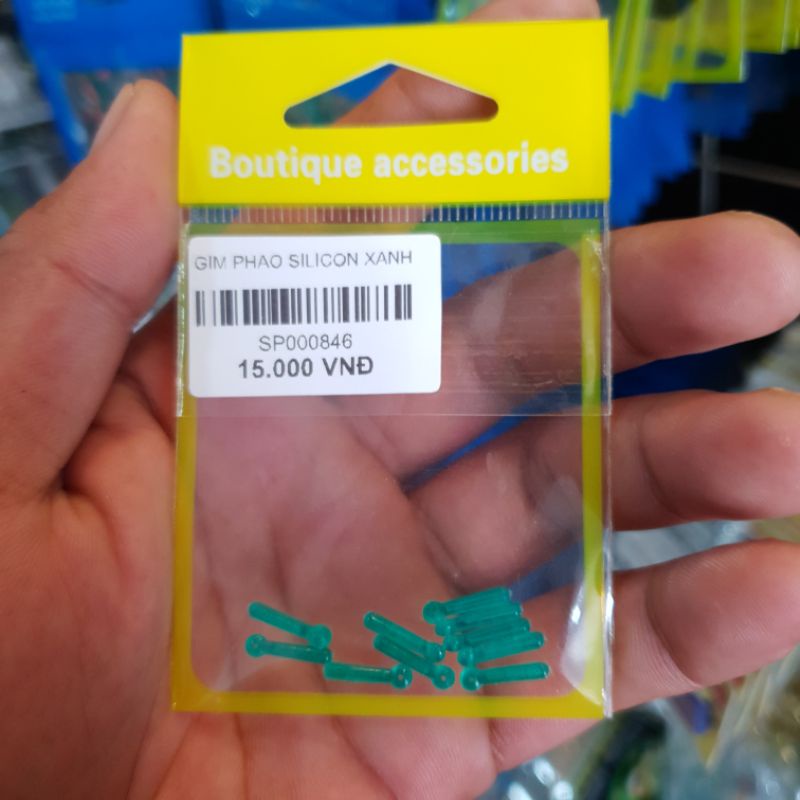 Boutique accessories
GIM PHAO SILICON XANH
SP000846
15.000 VNĐ